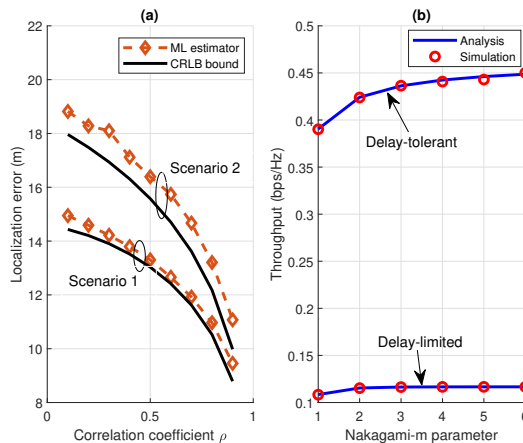 (a)
ML estimator
CRLB bound
Scenario 2
Scenario 1
Localization error (m)
22
20
18
16
14
12
10
8
0
0.5
1
Correlation coefficient ρ
(b)
Analysis
Simulation
Delay-tolerant
Delay-limited
Throughput (bps/Hz)
0.5
0.45
0.4
0.35
0.3
0.25
0.2
0.15
0.1
1
2
3
4
5
6
Nakagami-m parameter